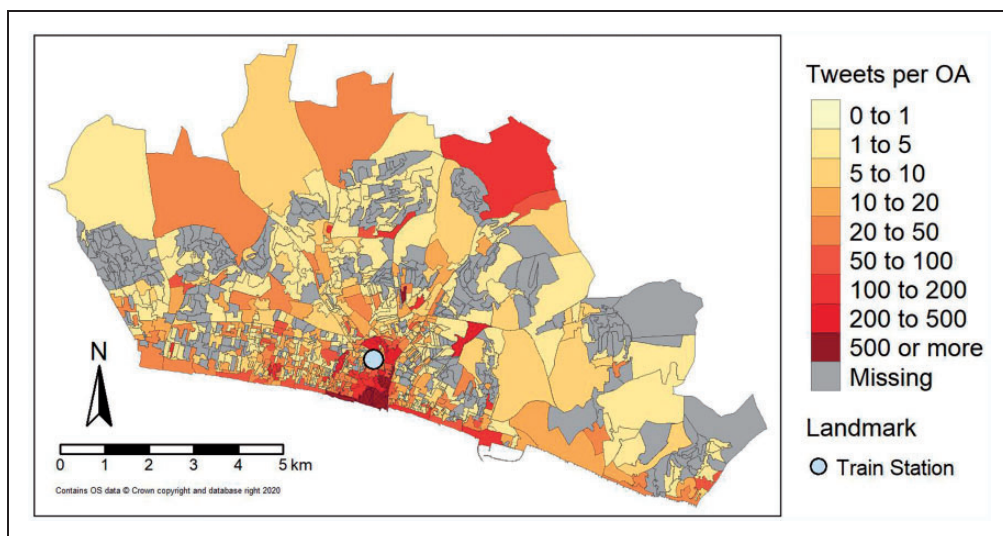 Tweets per OA
0 to 1
1 to 5
5 to 10
10 to 20
20 to 50
50 to 100
100 to 200
200 to 500
500 or more
Missing
Landmark
Train Station
N
0 1 2 3 4 5 km
Contains OS data © Crown copyright and database right 2020